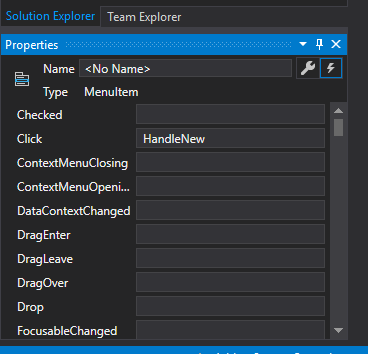 Solution Explorer Team Explorer
Properties
Name <No Name>
Type MenuItem
Checked
Click HandleNew
ContextMenuClosing
ContextMenuOpeni...
DataContextChanged
DragEnter
DragLeave
DragOver
Drop
FocusableChanged